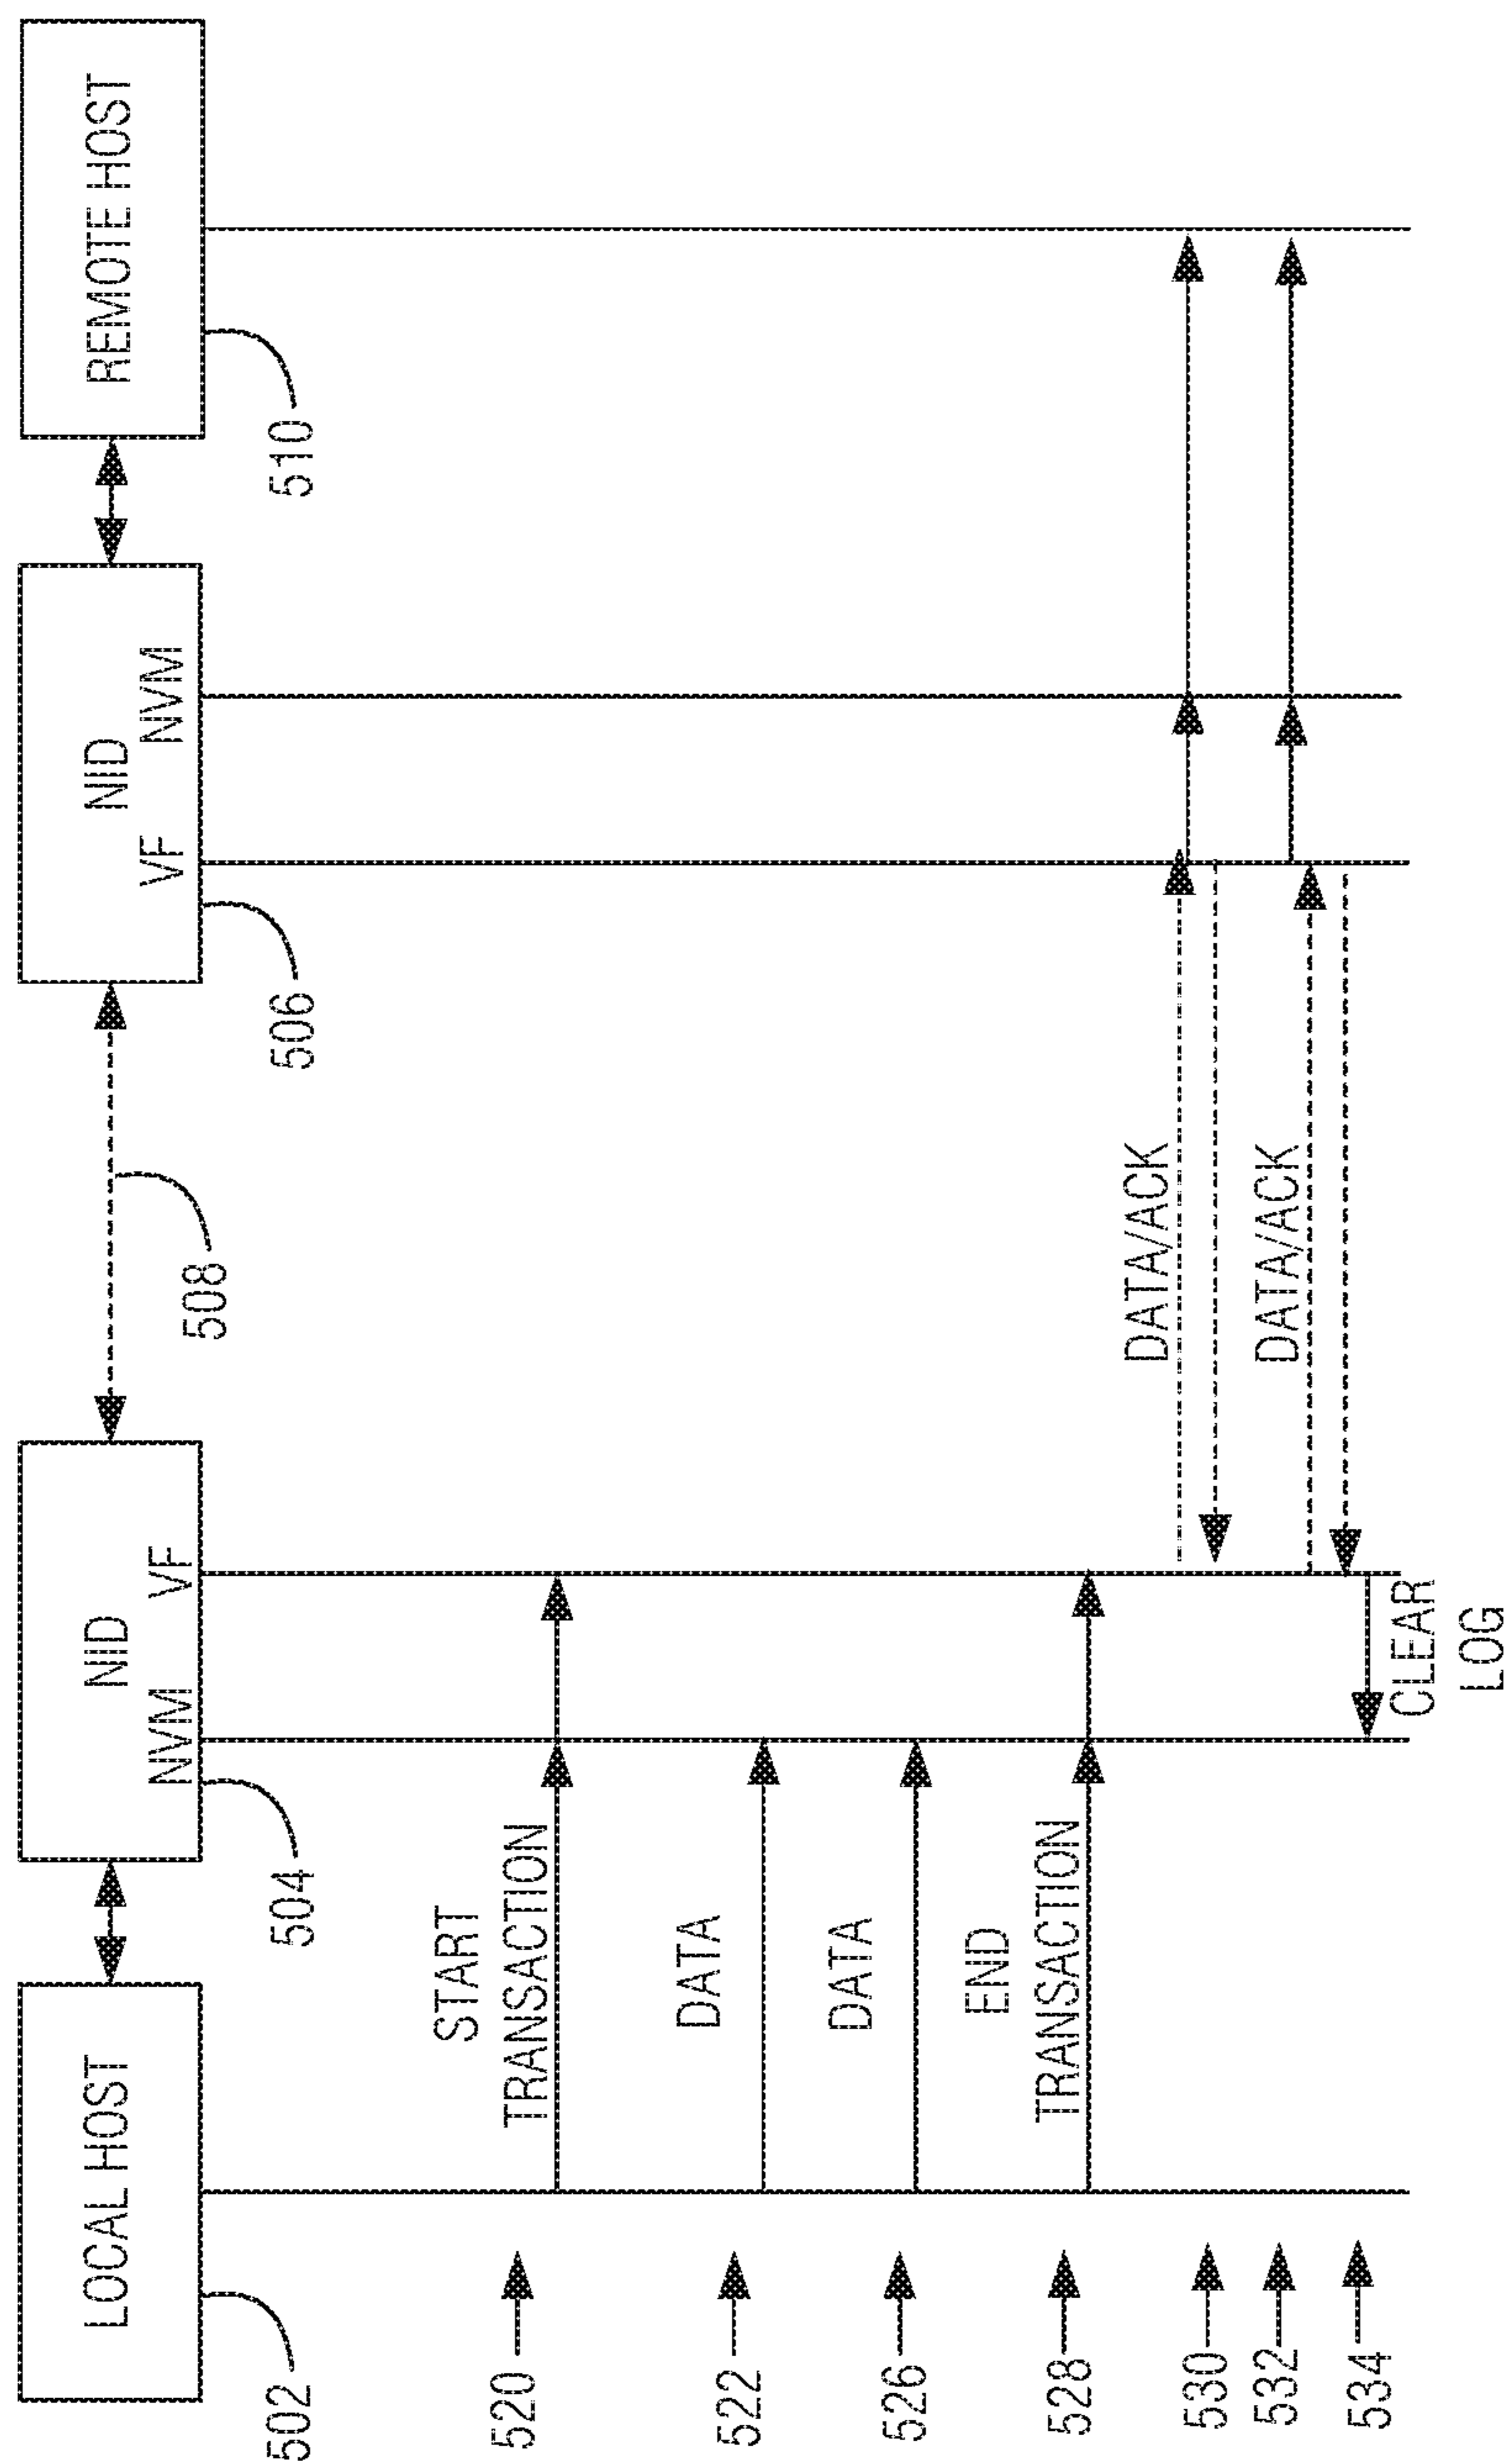 LOCAL HOST
NID
NVM VF
NID
VF NVM
REMOTE HOST
502
504
508
506
510
520
START
TRANSACTION
522
DATA
526
DATA
528
END
TRANSACTION
530
DATA/ACK
532
DATA/ACK
534
CLEAR
LOG